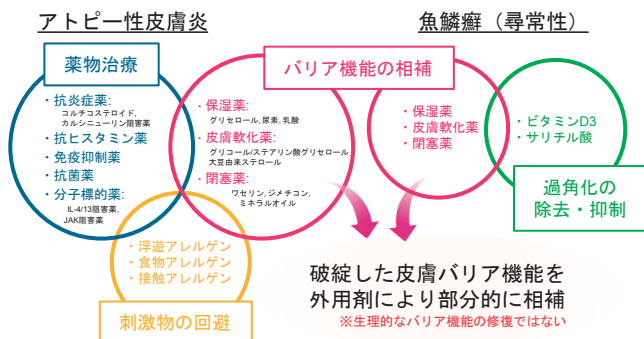 アトピー性皮膚炎
薬物治療
・抗炎症薬:
コルチコステロイド,
カルシニューリン阻害薬
・抗ヒスタミン薬
・免疫抑制薬
・抗菌薬
・分子標的薬:
IL-4/13阻害薬,
JAK阻害薬
・浮遊アレルゲン
・食物アレルゲン
・接触アレルゲン
刺激物の回避
バリア機能の相補
・保湿薬:
グリセロール,尿素,乳酸
・皮膚軟化薬:
グリコール/ステアリン酸グリセロール
大豆由来ステロール
・閉塞薬:
ワセリン,ジメチコン,
ミネラルオイル
魚鱗癬（尋常性）
・保湿薬
・皮膚軟化薬
・閉塞薬
・ビタミンD3
・サリチル酸
過角化の
除去・抑制
破綻した皮膚バリア機能を
外用剤により部分的に相補
※生理的なバリア機能の修復ではない